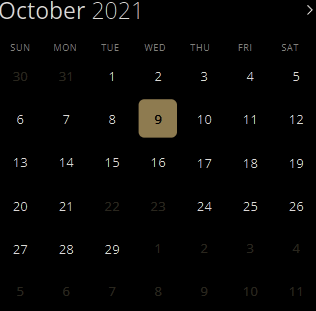 October 2021
SUN MON TUE WED THU FRI SAT
30 31 1 2 3 4 5
6 7 8 9 10 11 12
13 14 15 16 17 18 19
20 21 22 23 24 25 26
27 28 29 1 2 3 4
5 6 7 8 9 10 11